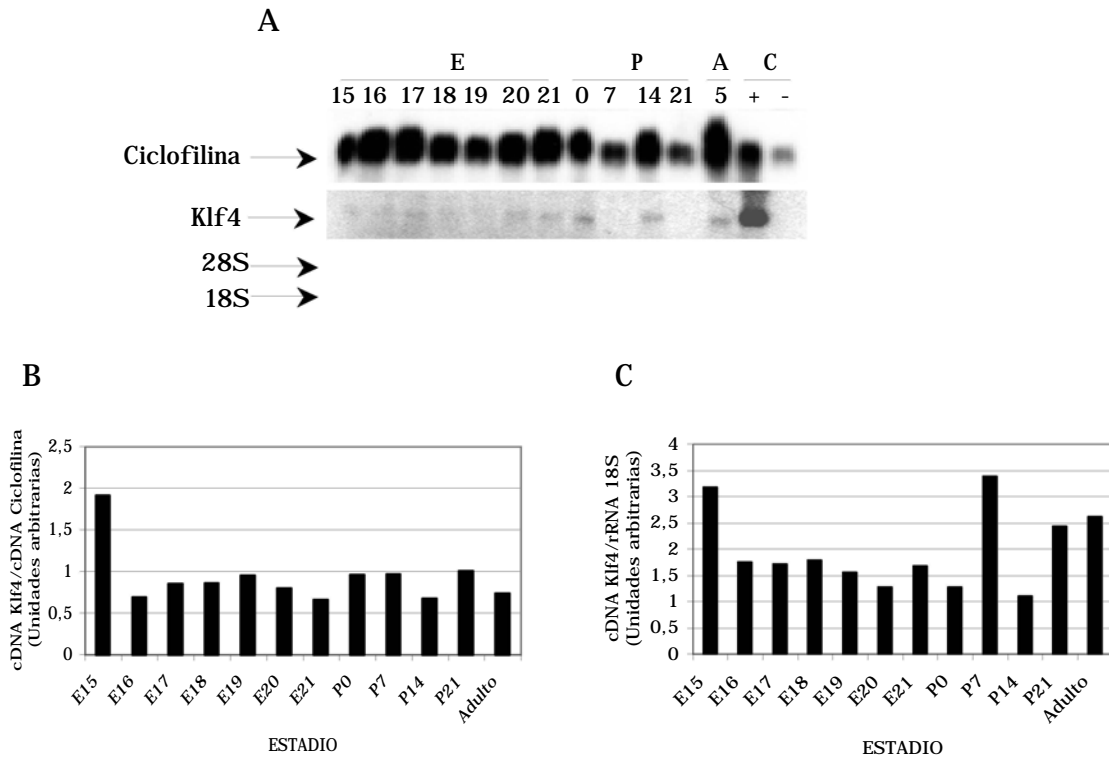 A
E P A C
15 16 17 18 19 20 21 0 7 14 21 5 + -
Ciclofilina
Klf4
28S
18S
B
cDNA Klf4/cDNA Ciclofilina
(Unidades arbitrarias)
2,5
2
1,5
1
0,5
0
E15 E16 E17 E18 E19 E20 E21 P0 P7 P14 P21 Adulto
ESTADIO
C
cDNA Klf4/rRNA 18S
(Unidades arbitrarias)
4
3,5
3
2,5
2
1,5
1
0,5
0
E15 E16 E17 E18 E19 E20 E21 P0 P7 P14 P21 Adulto
ESTADIO